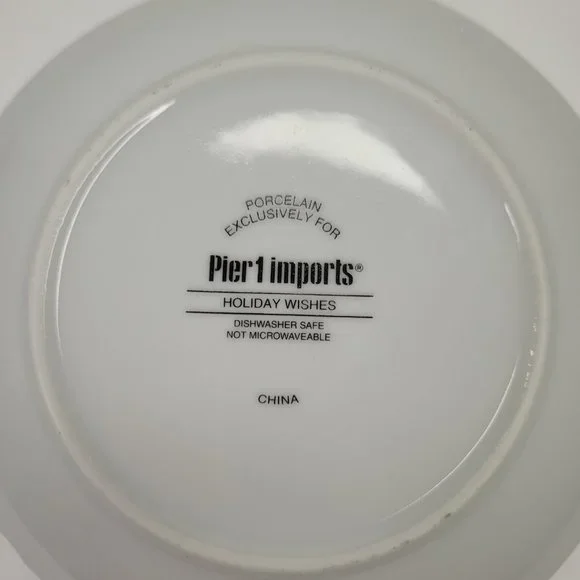 PORCELAIN
EXCLUSIVELY FOR
Pier 1 imports®
HOLIDAY WISHES
DISHWASHER SAFE
NOT MICROWAVEABLE
CHINA